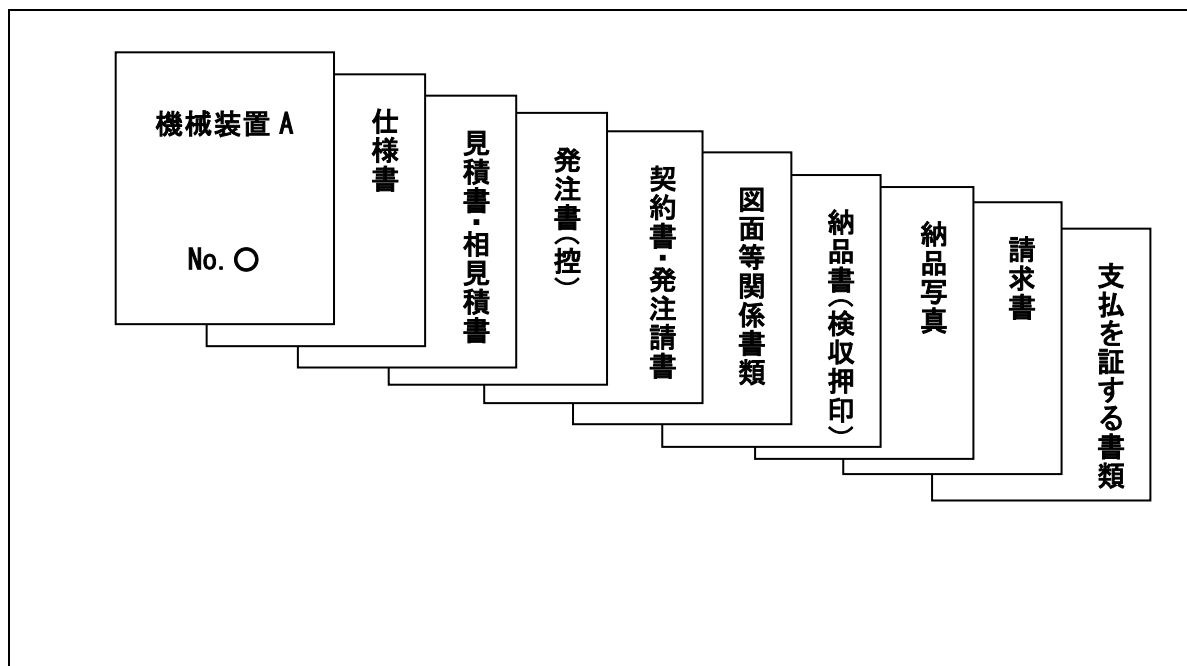 機械装置 A
No. ○
仕様書
見積書・相見積書
発注書(控)
契約書・発注請書
図面等関係書類
納品書(検収押印)
納品写真
請求書
支払を証する書類